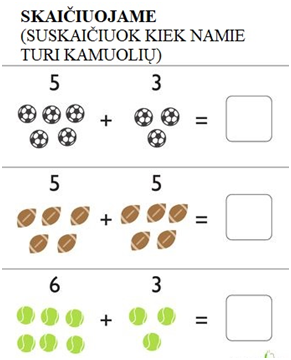 SKAIČIUOJAME
(SUSKAIČIUOK KIEK NAMIE
TURI KAMUOLIŲ)
5 3
+ =
5 5
+ =
6 3
+ =